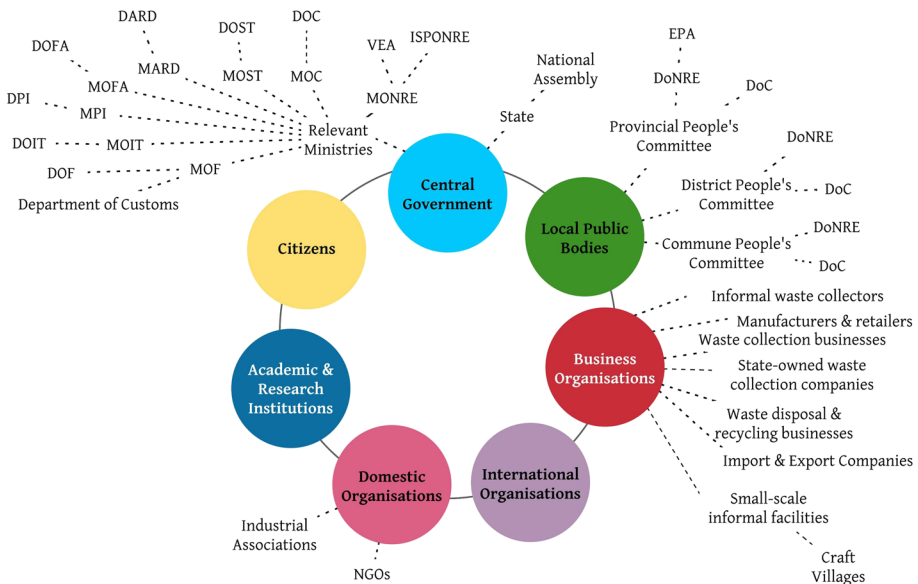 DARD
DOST
DOC
DOFA
VEA
ISPONRE
EPA
MARD
MOST
MOC
National
Assembly
DoNRE
DoC
MOFA
DPI
MPI
MONRE
State
Relevant
Ministries
Provincial People's
Committee
DoNRE
DOIT
MOIT
MOF
DOF
Department of Customs
Central
Government
District People's
Committee
DoC
Citizens
Local Public
Bodies
Commune People's
Committee
DoNRE
DoC
Informal waste collectors
Manufacturers & retailers
Waste collection businesses
Business
Organisations
State-owned waste
collection companies
Academic &
Research
Institutions
Waste disposal &
recycling businesses
Import & Export Companies
Domestic
Organisations
International
Organisations
Small-scale
informal facilities
Industrial
Associations
NGOs
Craft
Villages